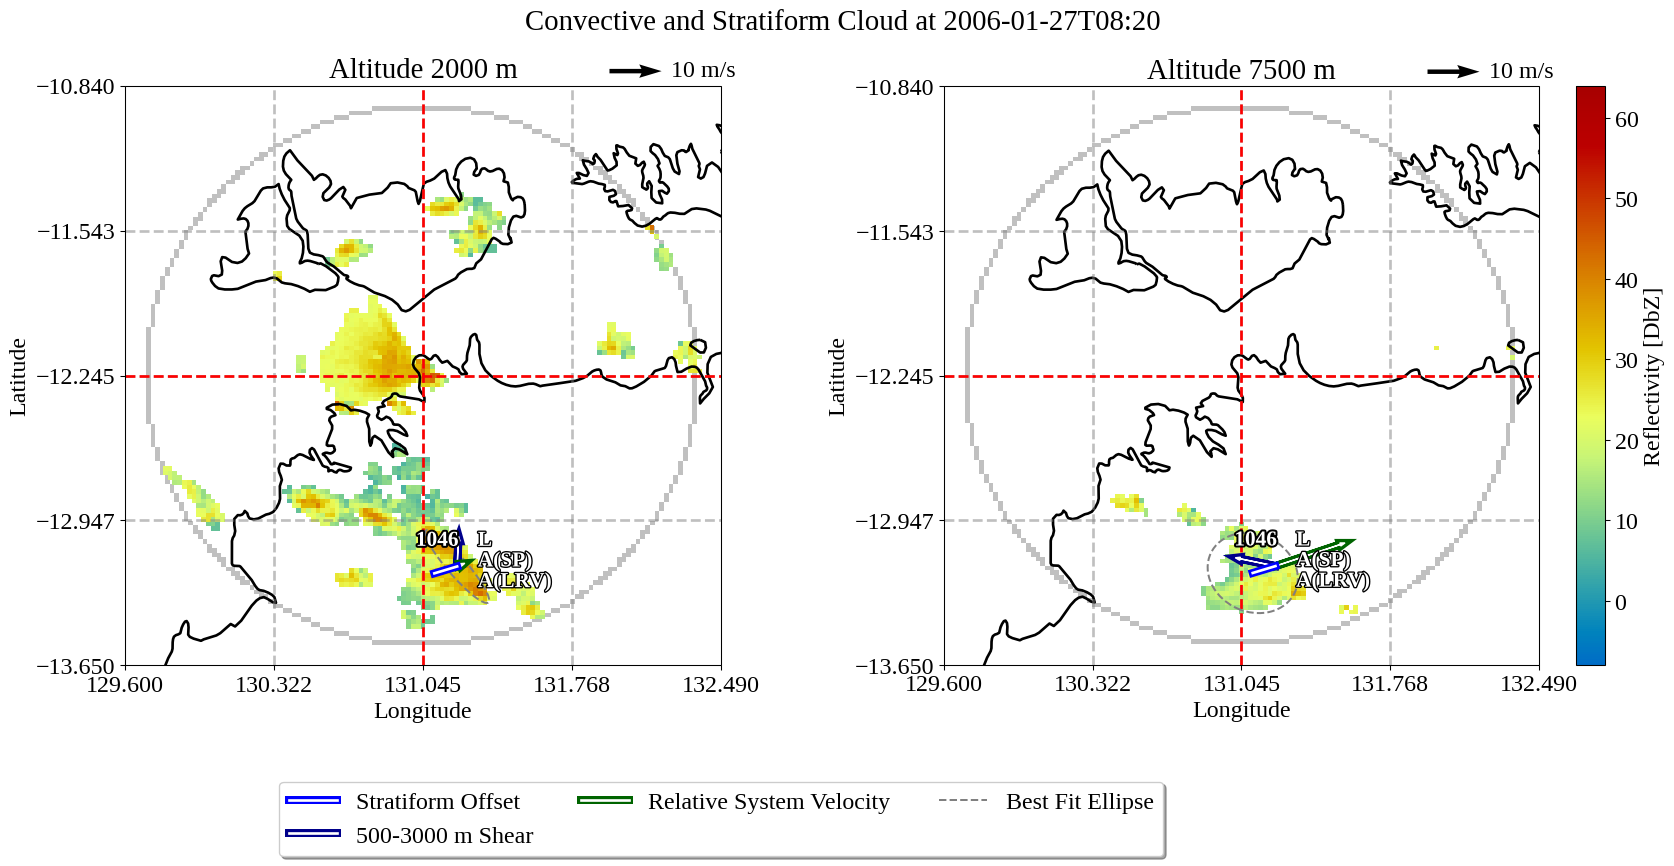 Convective and Stratiform Cloud at 2006-01-27T08:20
Altitude 2000 m
10 m/s
Altitude 7500 m
10 m/s
−10.840
−11.543
−12.245
−12.947
−13.650
Latitude
129.600
130.322
131.045
131.768
132.490
Longitude
1046
L
A(SP)
A(LRV)
−10.840
−11.543
−12.245
−12.947
−13.650
Latitude
129.600
130.322
131.045
131.768
132.490
Longitude
1046
L
A(SP)
A(LRV)
60
50
40
30
20
10
0
Reflectivity [DbZ]
Stratiform Offset
Relative System Velocity
Best Fit Ellipse
500-3000 m Shear